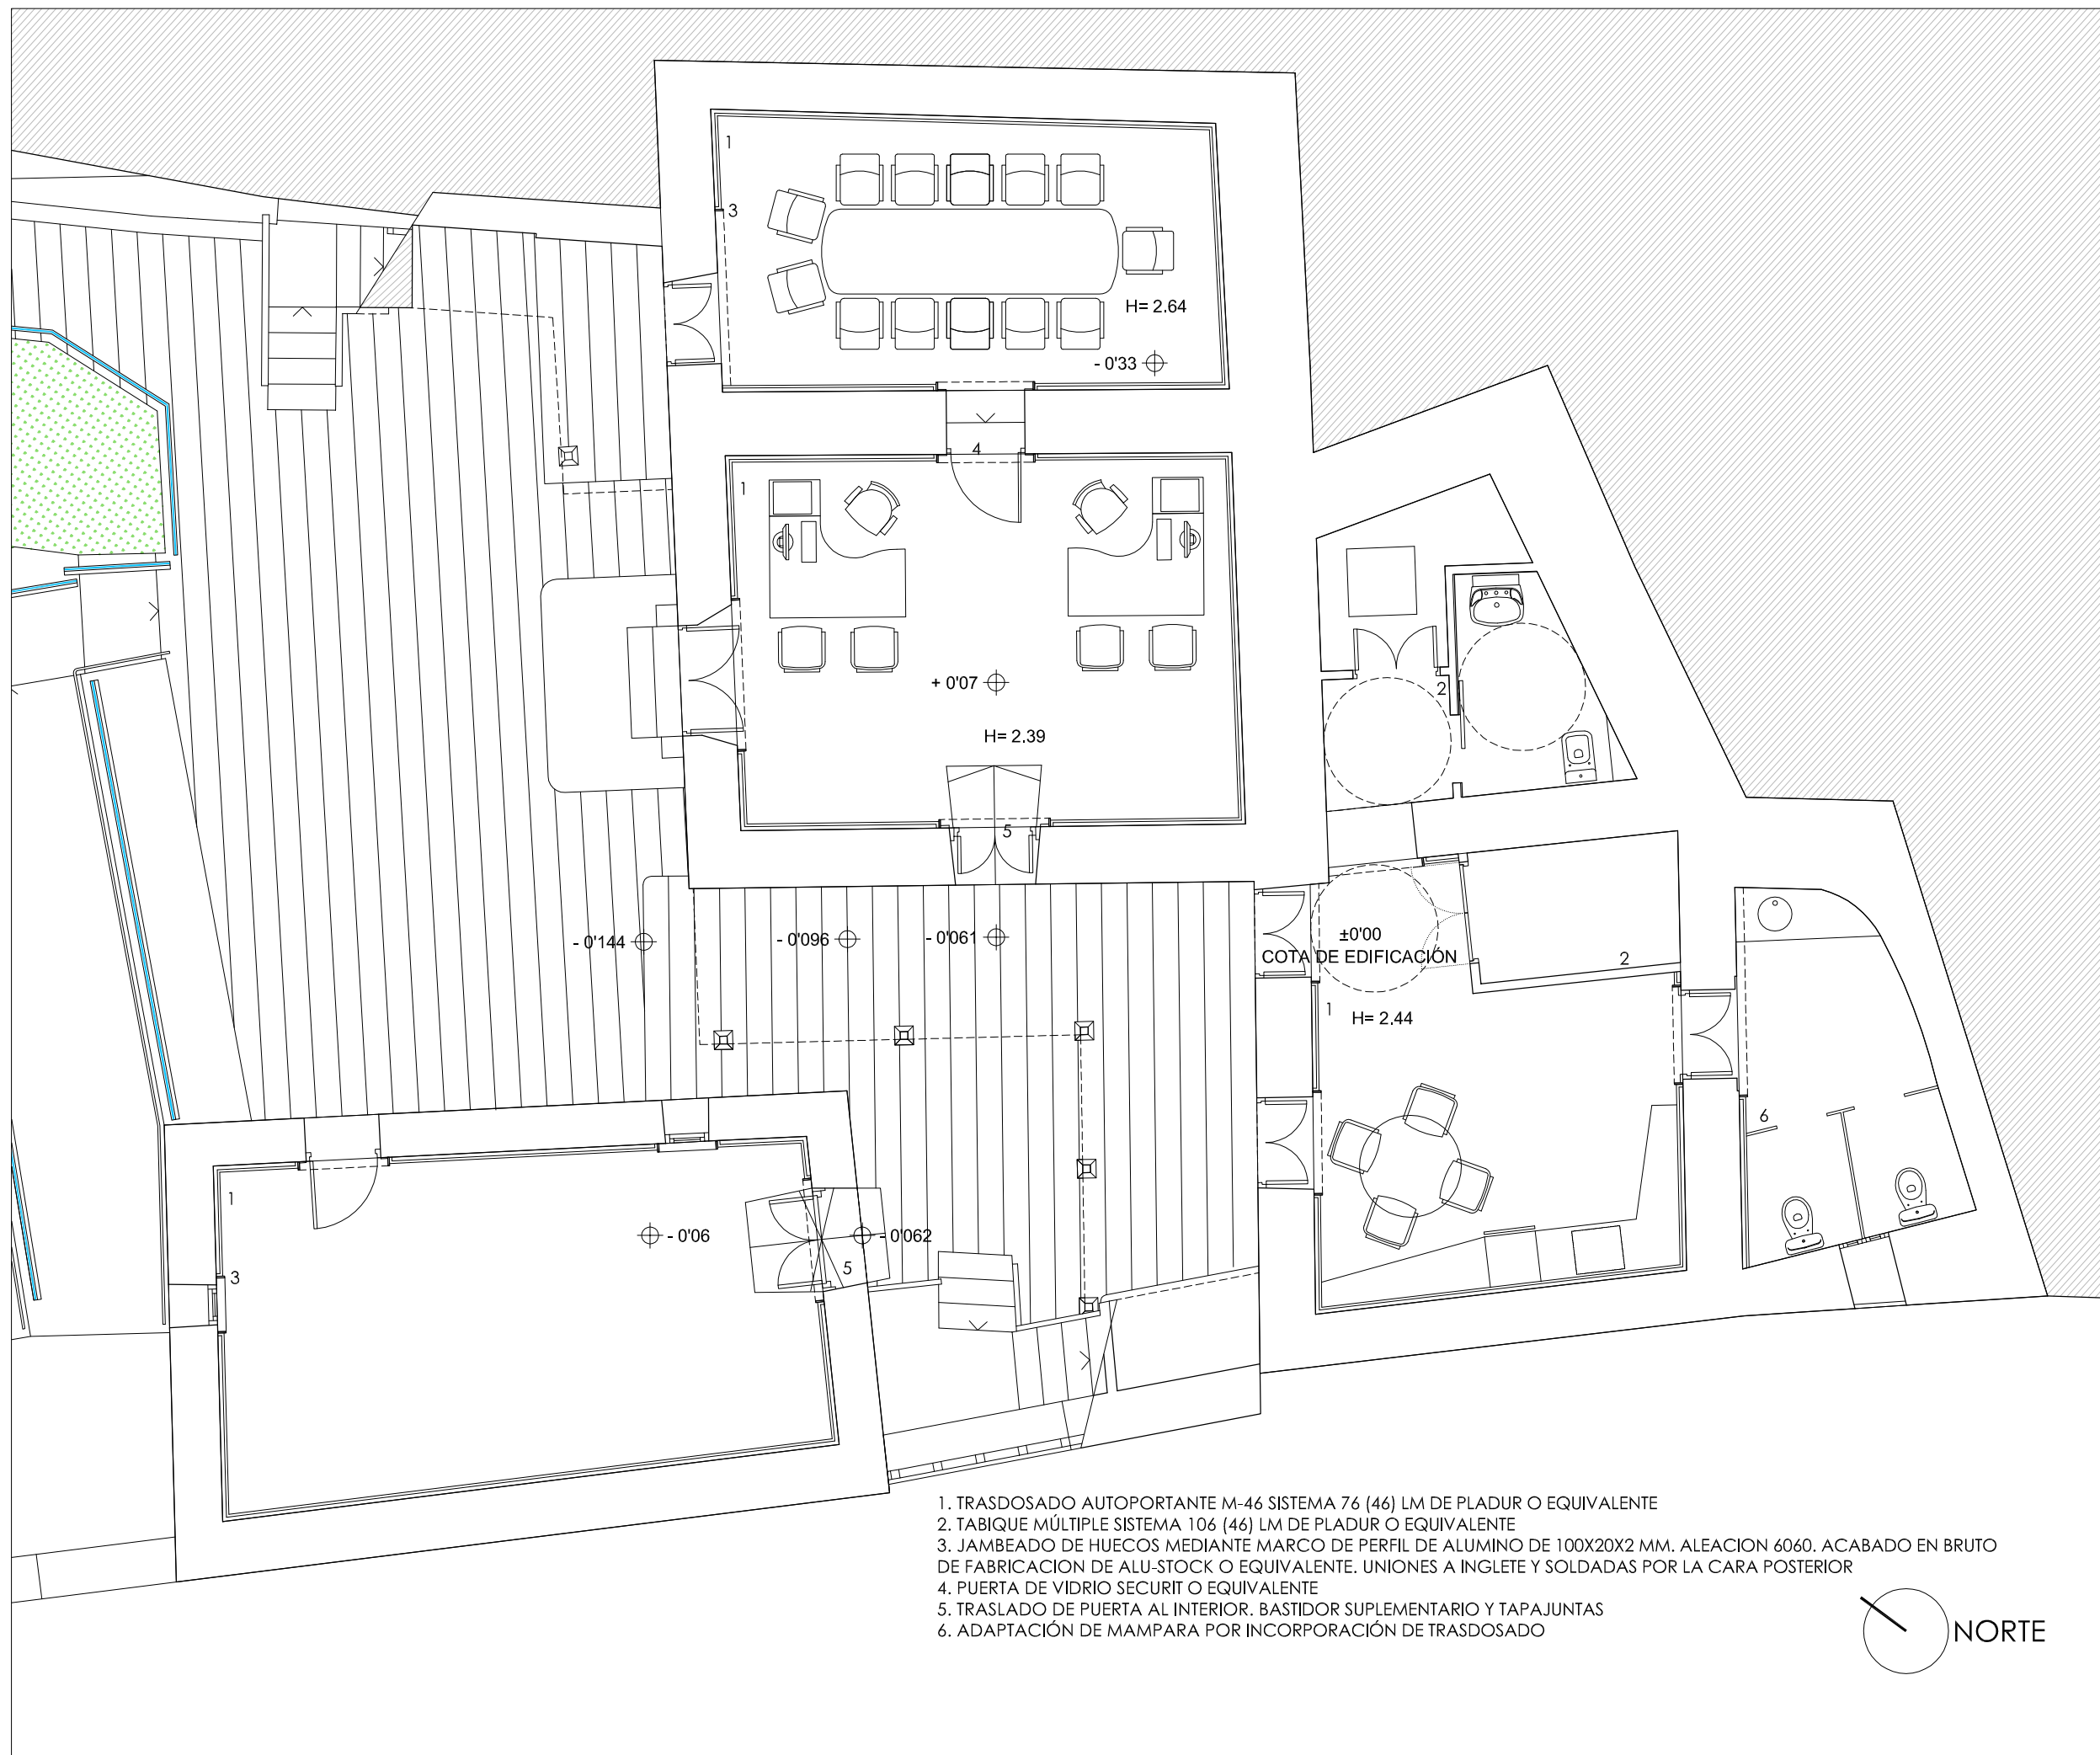 1
3
H= 2.64
- 0'33
4
1
+ 0'07
H= 2.39
2
5
- 0'144
- 0'096
- 0'061
±0'00
COTA DE EDIFICACIÓN
2
1
H= 2.44
6
1
- 0'06
- 0'062
3
5
1. TRASDOSADO AUTOPORTANTE M-46 SISTEMA 76 (46) LM DE PLADUR O EQUIVALENTE
2. TABIQUE MÚLTIPLE SISTEMA 106 (46) LM DE PLADUR O EQUIVALENTE
3. JAMBEADO DE HUECOS MEDIANTE MARCO DE PERFIL DE ALUMINO DE 100X20X2 MM. ALEACION 6060. ACABADO EN BRUTO
DE FABRICACION DE ALU-STOCK O EQUIVALENTE. UNIONES A INGLETE Y SOLDADAS POR LA CARA POSTERIOR
4. PUERTA DE VIDRIO SECURIT O EQUIVALENTE
5. TRASLADO DE PUERTA AL INTERIOR. BASTIDOR SUPLEMENTARIO Y TAPAJUNTAS
6. ADAPTACIÓN DE MAMPARA POR INCORPORACIÓN DE TRASDOSADO
NORTE